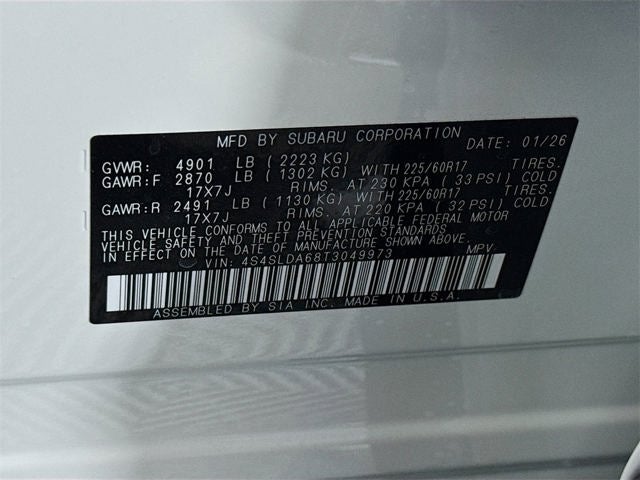 MFD BY SUBARU CORPORATION DATE: 01/26
GVWR: 4901 LB (2223 KG)
GAWR:F 2870 LB (1302 KG) WITH 225/60R17 TIRES.
17X7J RIMS. AT 230 KPA (33 PSI) COLD
GAWR:R 2491 LB (1130 KG) WITH 225/60R17 TIRES.
17X7J RIMS. AT 220 KPA (32 PSI) COLD
THIS VEHICLE CONFORMS TO ALL APPLICABLE FEDERAL MOTOR
VEHICLE SAFETY AND THEFT PREVENTION STANDARDS
IN EFFECT ON THE DATE OF MANUFACTURE SHOWN ABOVE.
VIN: 4S4SLDA68T3049973 MPV
ASSEMBLED BY SIA INC. MADE IN U.S.A.